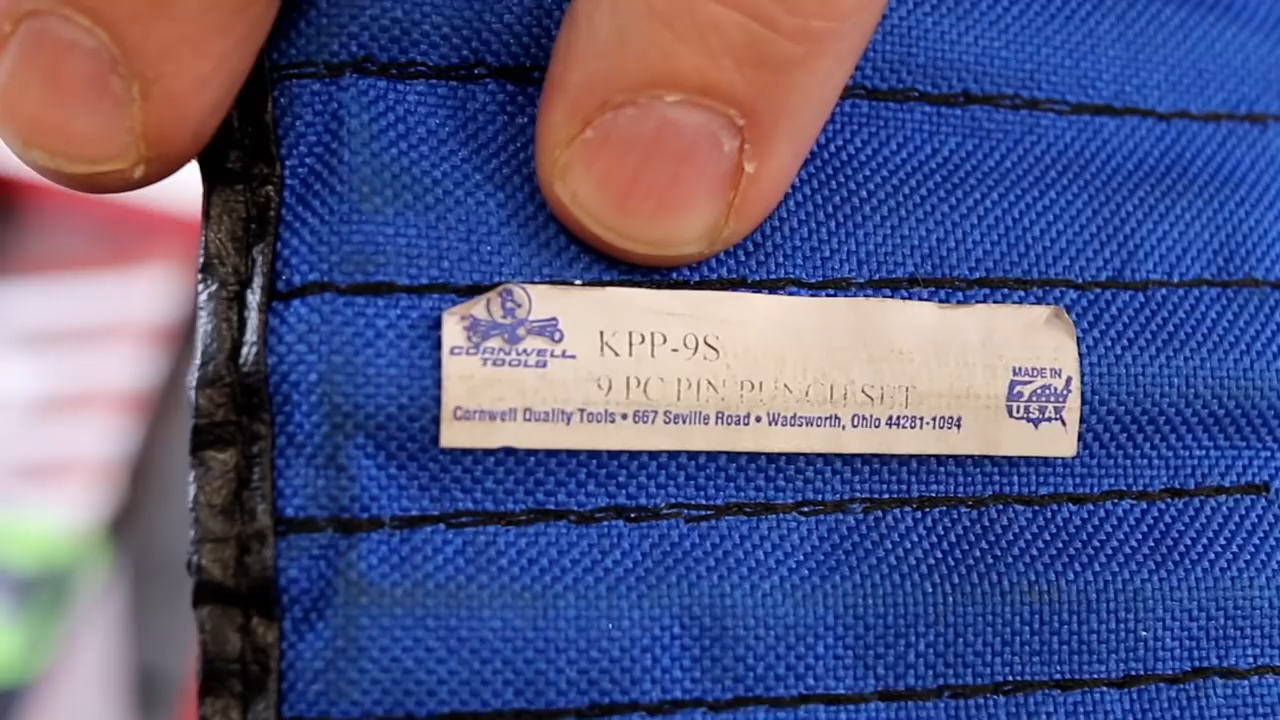 CORNWELL
TOOLS
KPP-9S
9 PC PIN PUNCH SET
MADE IN
U.S.A.
Cornwell Quality Tools • 667 Seville Road • Wadsworth, Ohio 44281-1094